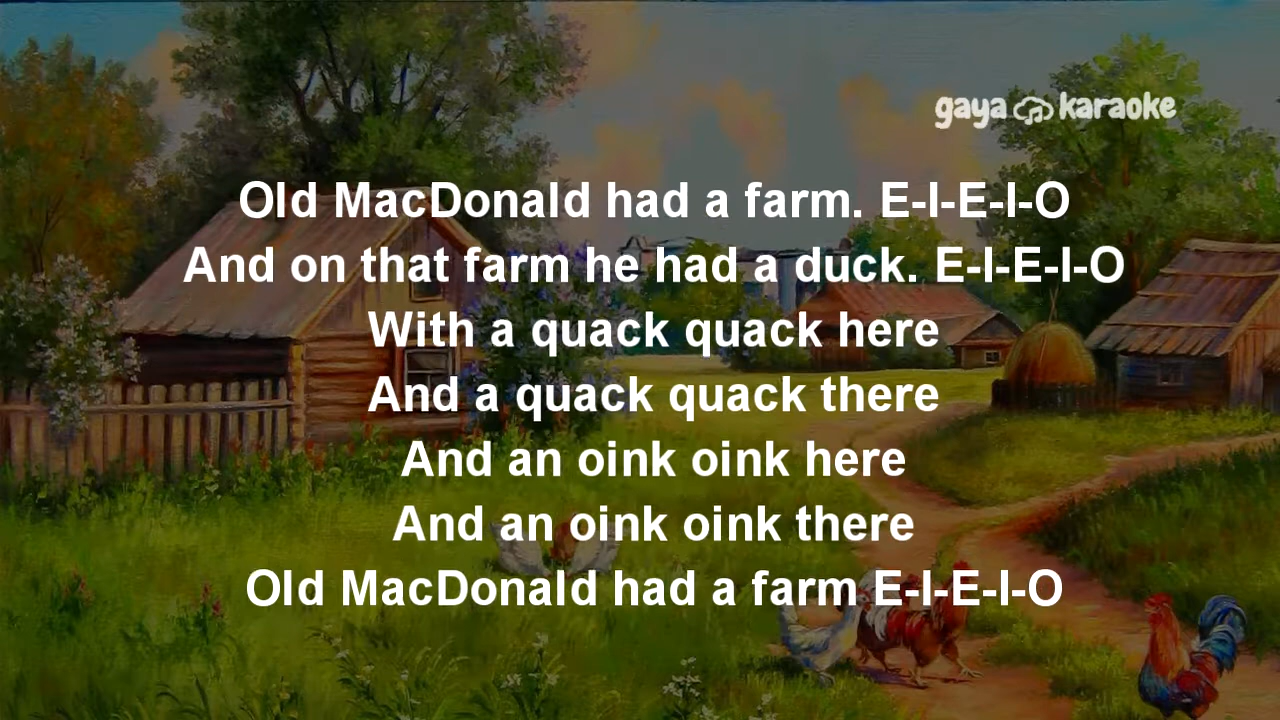 gaya karaoke
Old MacDonald had a farm. E-I-E-I-O
And on that farm he had a duck. E-I-E-I-O
With a quack quack here
And a quack quack there
And an oink oink here
And an oink oink there
Old MacDonald had a farm E-I-E-I-O